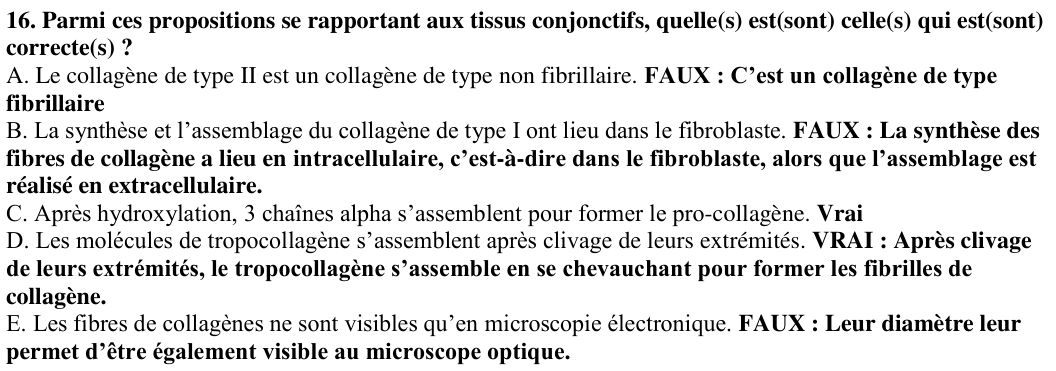 16. Parmi ces propositions se rapportant aux tissus conjonctifs, quelle(s) est(sont) celle(s) qui est(sont)
correcte(s) ?
A. Le collagène de type II est un collagène de type non fibrillaire. FAUX : C’est un collagène de type
fibrillaire
B. La synthèse et l’assemblage du collagène de type I ont lieu dans le fibroblaste. FAUX : La synthèse des
fibres de collagène a lieu en intracellulaire, c’est-à-dire dans le fibroblaste, alors que l’assemblage est
réalisé en extracellulaire.
C. Après hydroxylation, 3 chaînes alpha s’assemblent pour former le pro-collagène. Vrai
D. Les molécules de tropocollagène s’assemblent après clivage de leurs extrémités. VRAI : Après clivage
de leurs extrémités, le tropocollagène s’assemble en se chevauchant pour former les fibrilles de
collagène.
E. Les fibres de collagènes ne sont visibles qu’en microscopie électronique. FAUX : Leur diamètre leur
permet d’être également visible au microscope optique.